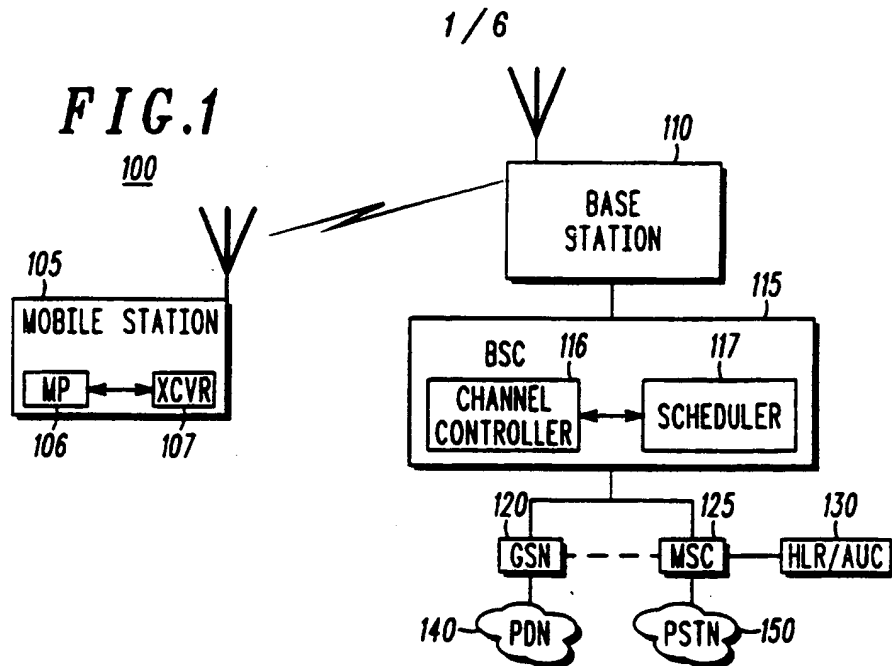 1/6
FIG.1
100
110
BASE
STATION
105
MOBILE STATION
MP
XCVR
106
107
115
BSC
116
117
CHANNEL
CONTROLLER
SCHEDULER
120
125
130
GSN
MSC
HLR/AUC
140
PDN
PSTN
150